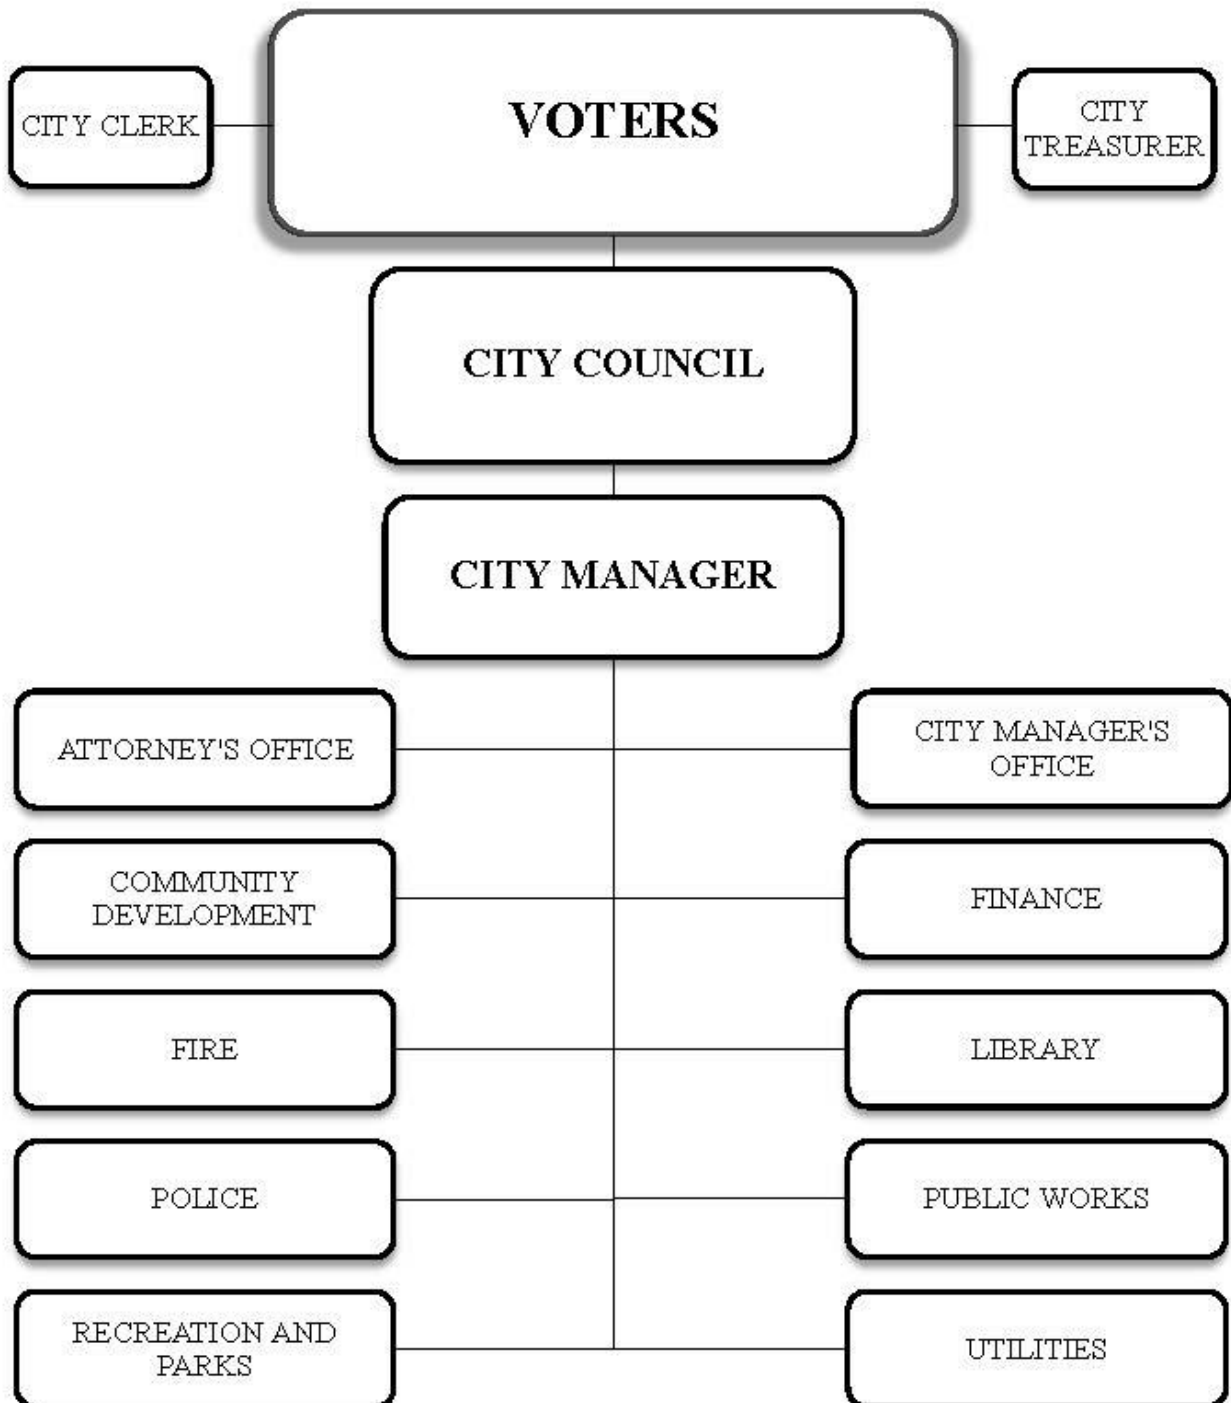 VOTERS
CITY CLERK
CITY
TREASURER
CITY COUNCIL
CITY MANAGER
ATTORNEY'S OFFICE
CITY MANAGER'S
OFFICE
COMMUNITY
DEVELOPMENT
FINANCE
FIRE
LIBRARY
POLICE
PUBLIC WORKS
RECREATION AND
PARKS
UTILITIES